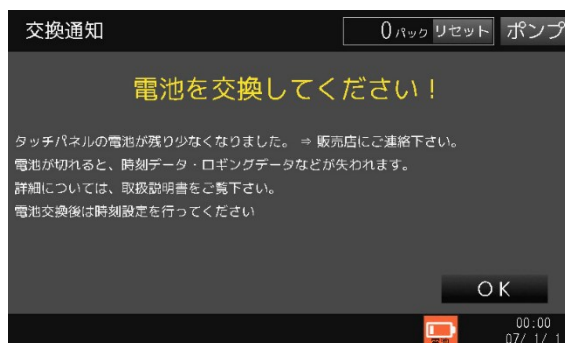 交換通知
0パック リセット ポンプ
電池を交換してください！
タッチパネルの電池が残り少なくなりました。 ⇒ 販売店にご連絡下さい。
電池が切れると、時刻データ・ロギングデータなどが失われます。
詳細については、取扱説明書をご覧下さい。
電池交換後は時刻設定を行ってください
OK
00:00
07/ 1/ 1